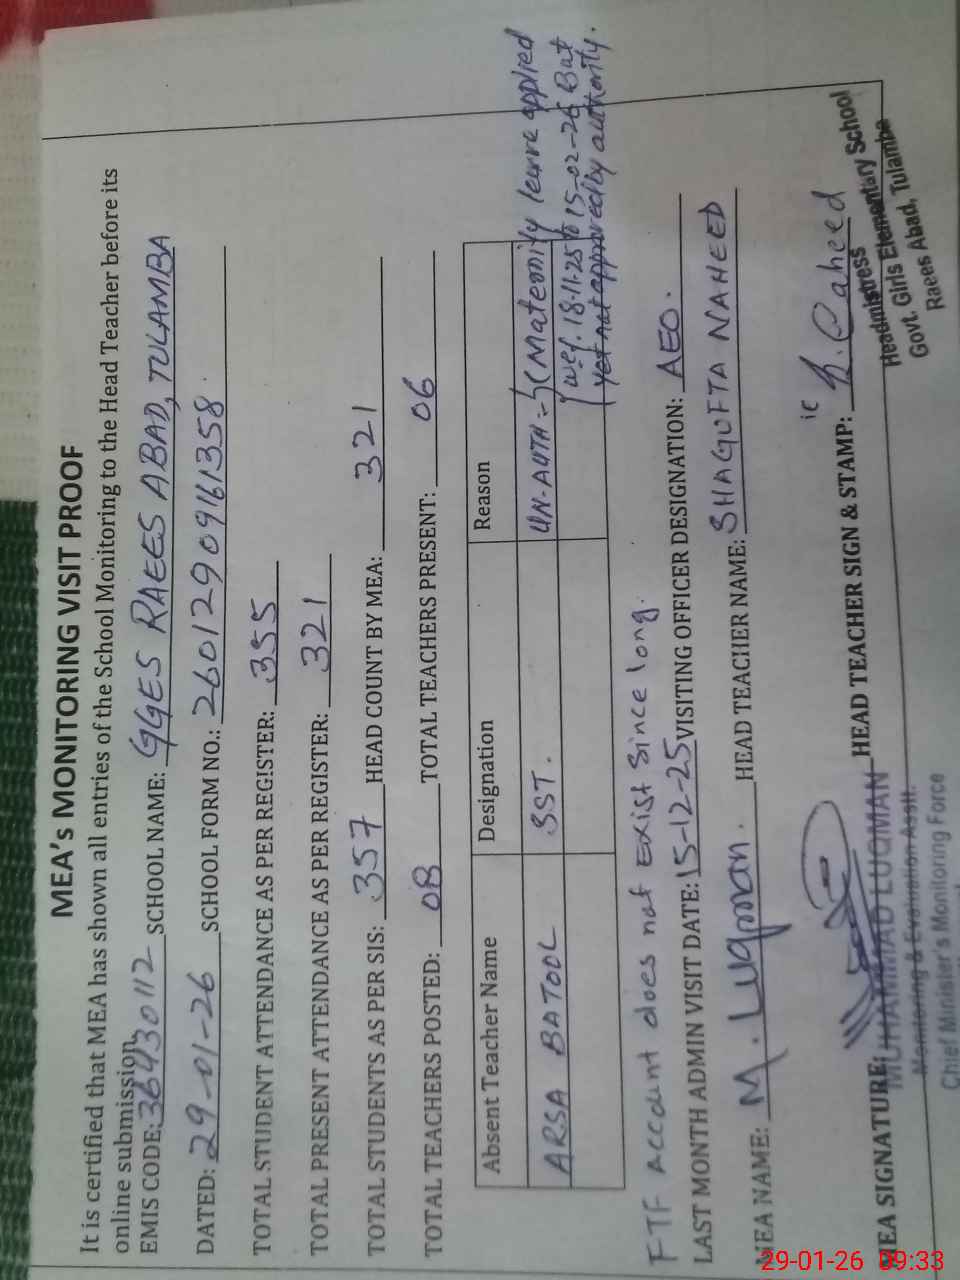 MEA's MONITORING VISIT PROOF
It is certified that MEA has shown all entries of the School Monitoring to the Head Teacher before its
online submission.
EMIS CODE: 36430112 SCHOOL NAME: GGES RAEES ABAD, TULAMBA
DATED: 29-01-26 SCHOOL FORM NO.: 26012909161358.
TOTAL STUDENT ATTENDANCE AS PER REGISTER: 355
TOTAL PRESENT ATTENDANCE AS PER REGISTER: 321
TOTAL STUDENTS AS PER SIS: 357 HEAD COUNT BY MEA: 321
TOTAL TEACHERS POSTED: 08 TOTAL TEACHERS PRESENT: 06
Absent Teacher Name Designation Reason
ARSA BATOOL SST. UN-AUTH:- (Maternity leave applied
w.e.f. 18-11-25 to 15-02-26 But
yet not approved by authority.
FTF Account does not exist since long.
LAST MONTH ADMIN VISIT DATE: 15-12-25 VISITING OFFICER DESIGNATION: AEO.
MEA NAME: M. Luqman. HEAD TEACHER NAME: SHAGUFTA NAHEED
MEA SIGNATURE: HEAD TEACHER SIGN & STAMP:
MUHAMMAD LUQMAN
Monitoring & Evaluation Asstt.
Chief Minister's Monitoring Force
Headmistress
Govt. Girls Elementary School
Raees Abad, Tulamba
29-01-26 09:33